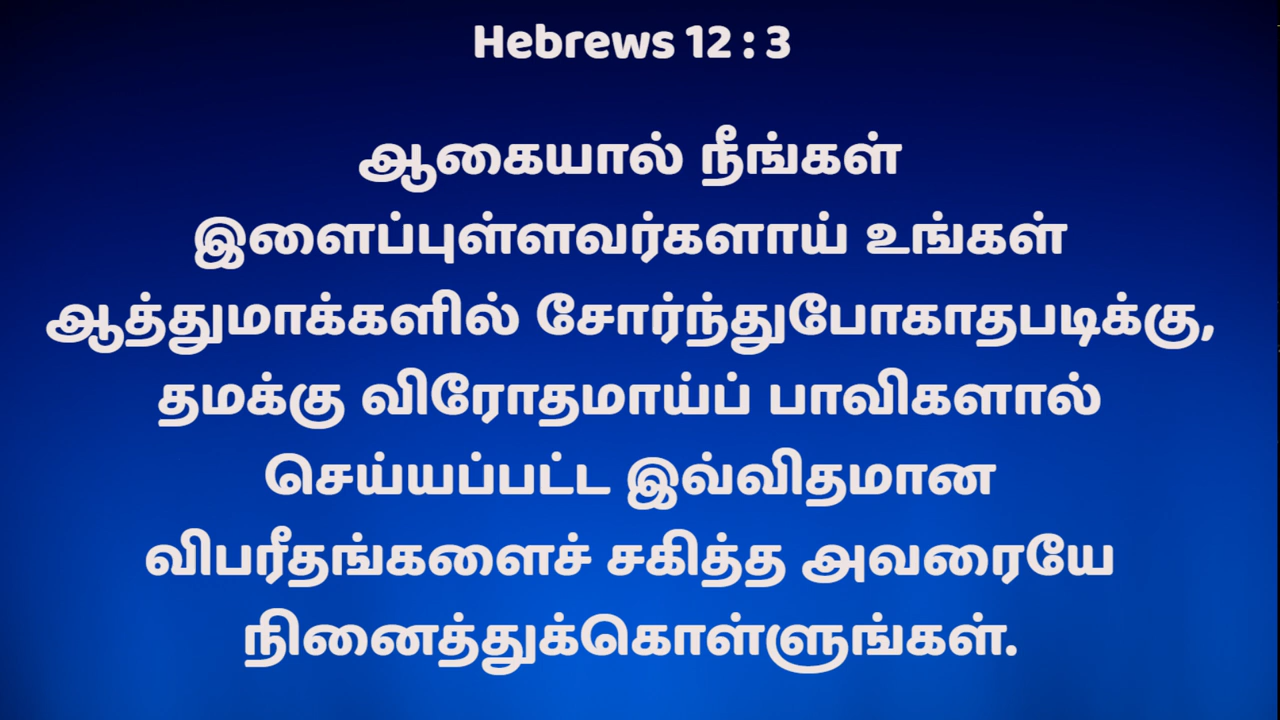 Hebrews 12 : 3
ஆகையால் நீங்கள்
இளைப்புள்ளவர்களாய் உங்கள்
ஆத்துமாக்களில் சோர்ந்துபோகாதபடிக்கு,
தமக்கு விரோதமாய்ப் பாவிகளால்
செய்யப்பட்ட இவ்விதமான
விபரீதங்களைச் சகித்த அவரையே
நினைத்துக்கொள்ளுங்கள்.